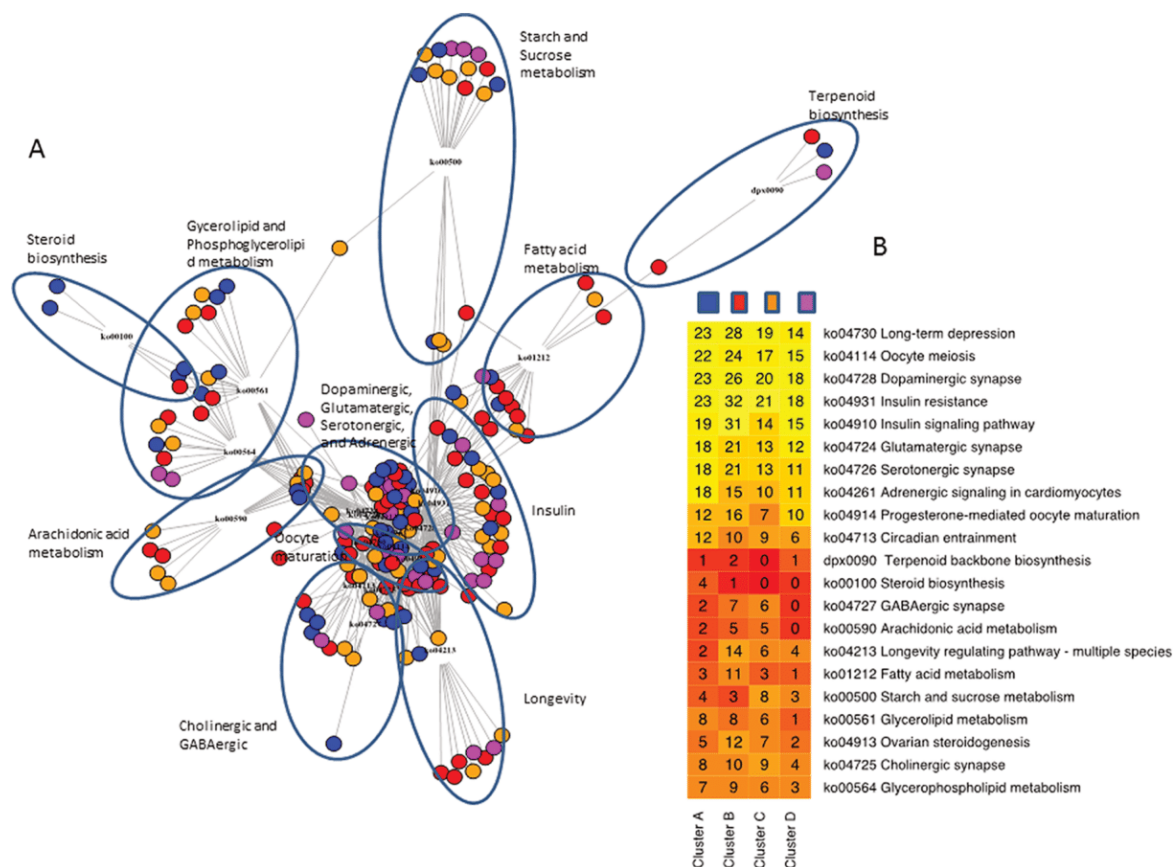 A
Starch and
Sucrose
metabolism
ko00500
Terpenoid
biosynthesis
dpx0090
Steroid
biosynthesis
ko00100
Gycerolipid and
Phosphoglycerolipi
d metabolism
ko00561
ko00564
Fatty acid
metabolism
ko01212
Dopaminergic,
Glutamatergic,
Serotonergic,
and Adrenergic
Insulin
Arachidonic acid
metabolism
ko00590
Oocyte
maturation
ko04213
Cholinergic and
GABAergic
Longevity
B
23 28 19 14 ko04730 Long-term depression
22 24 17 15 ko04114 Oocyte meiosis
23 26 20 18 ko04728 Dopaminergic synapse
23 32 21 18 ko04931 Insulin resistance
19 31 14 15 ko04910 Insulin signaling pathway
18 21 13 12 ko04724 Glutamatergic synapse
18 21 13 11 ko04726 Serotonergic synapse
18 15 10 11 ko04261 Adrenergic signaling in cardiomyocytes
12 16 7 10 ko04914 Progesterone-mediated oocyte maturation
12 10 9 6 ko04713 Circadian entrainment
1 2 0 1 dpx0090 Terpenoid backbone biosynthesis
4 1 0 0 ko00100 Steroid biosynthesis
2 7 6 0 ko04727 GABAergic synapse
2 5 5 0 ko00590 Arachidonic acid metabolism
2 14 6 4 ko04213 Longevity regulating pathway - multiple species
3 11 3 1 ko01212 Fatty acid metabolism
4 3 8 3 ko00500 Starch and sucrose metabolism
8 8 6 1 ko00561 Glycerolipid metabolism
5 12 7 2 ko04913 Ovarian steroidogenesis
8 10 9 4 ko04725 Cholinergic synapse
7 9 6 3 ko00564 Glycerophospholipid metabolism
Cluster A
Cluster B
Cluster C
Cluster D